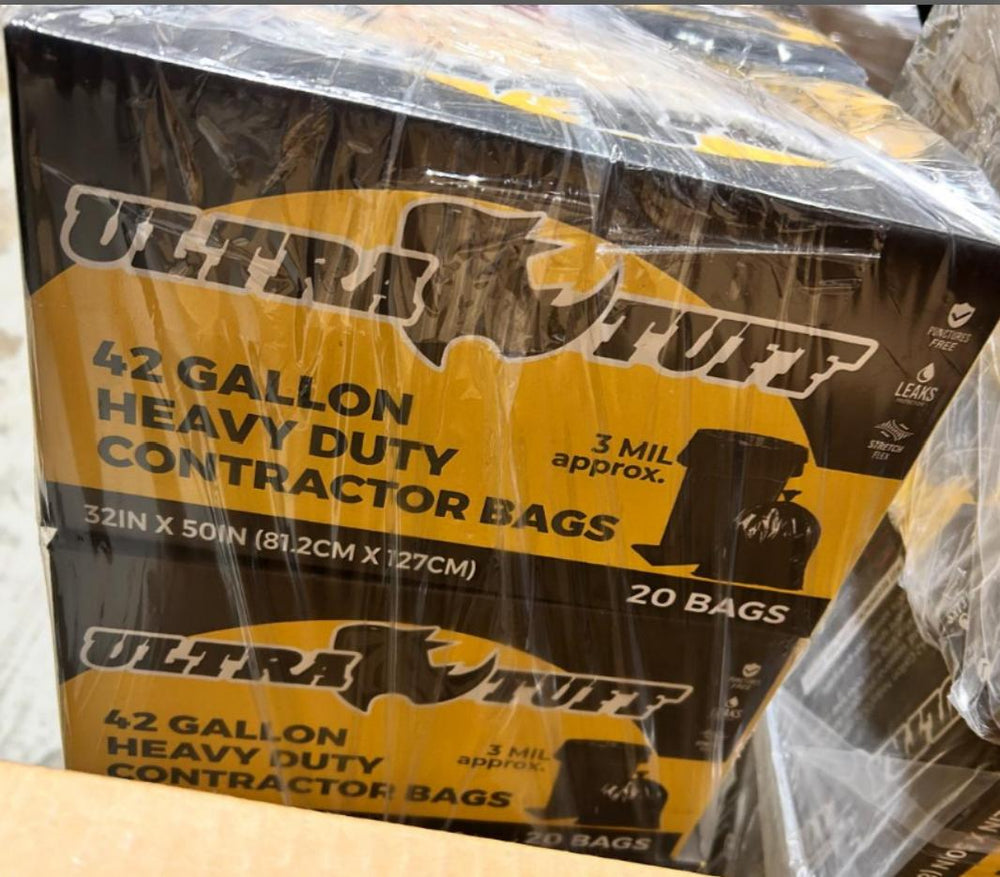 ULTRA TUFF
42 GALLON
HEAVY DUTY
CONTRACTOR BAGS
3 MIL
approx.
PUNCTURES
FREE
LEAKS
STRETCH
FLEX
32IN X 50IN (81.2CM X 127CM)
20 BAGS
ULTRA TUFF
42 GALLON
HEAVY DUTY
CONTRACTOR BAGS
3 MIL
approx.
20 BAGS